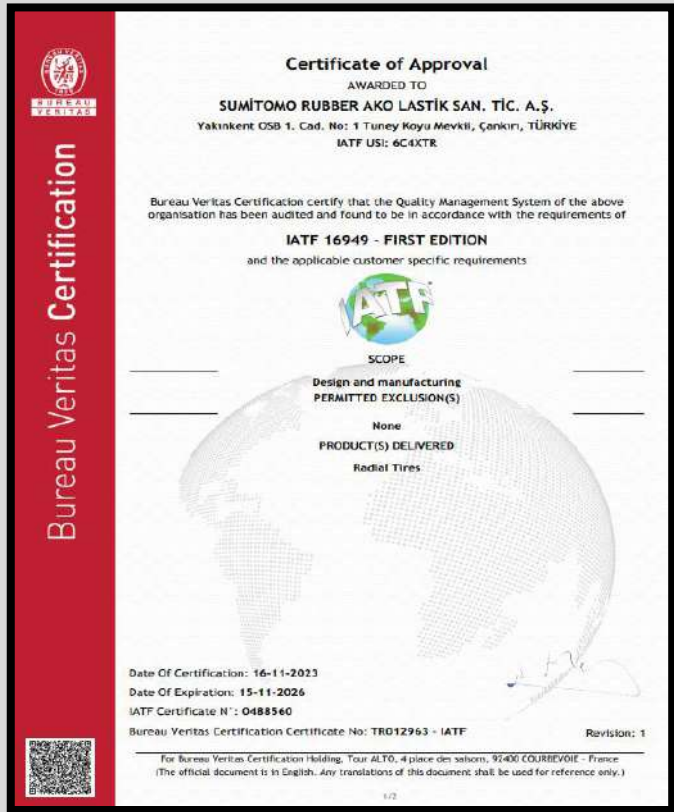 BUREAU
VERITAS
Bureau Veritas Certification
Certificate of Approval
AWARDED TO
SUMİTOMO RUBBER AKO LASTİK SAN. TİC. A.Ş.
Yakınkent OSB 1. Cad. No: 1 Tuney Koyu Mevkii, Çankırı, TÜRKİYE
IATF USI: 6C4XTR
Bureau Veritas Certification certify that the Quality Management System of the above
organisation has been audited and found to be in accordance with the requirements of
IATF 16949 - FIRST EDITION
and the applicable customer specific requirements
IATF
SCOPE
Design and manufacturing
PERMITTED EXCLUSION(S)
None
PRODUCT(S) DELIVERED
Radial Tires
Date Of Certification: 16-11-2023
Date Of Expiration: 15-11-2026
IATF Certificate N°: 0488560
Bureau Veritas Certification Certificate No: TR012963 - IATF
Revision: 1
For Bureau Veritas Certification Holding, Tour ALTO, 4 place des saisons, 92400 COURBEVOIE - France
(The official document is in English. Any translations of this document shall be used for reference only.)
1/2